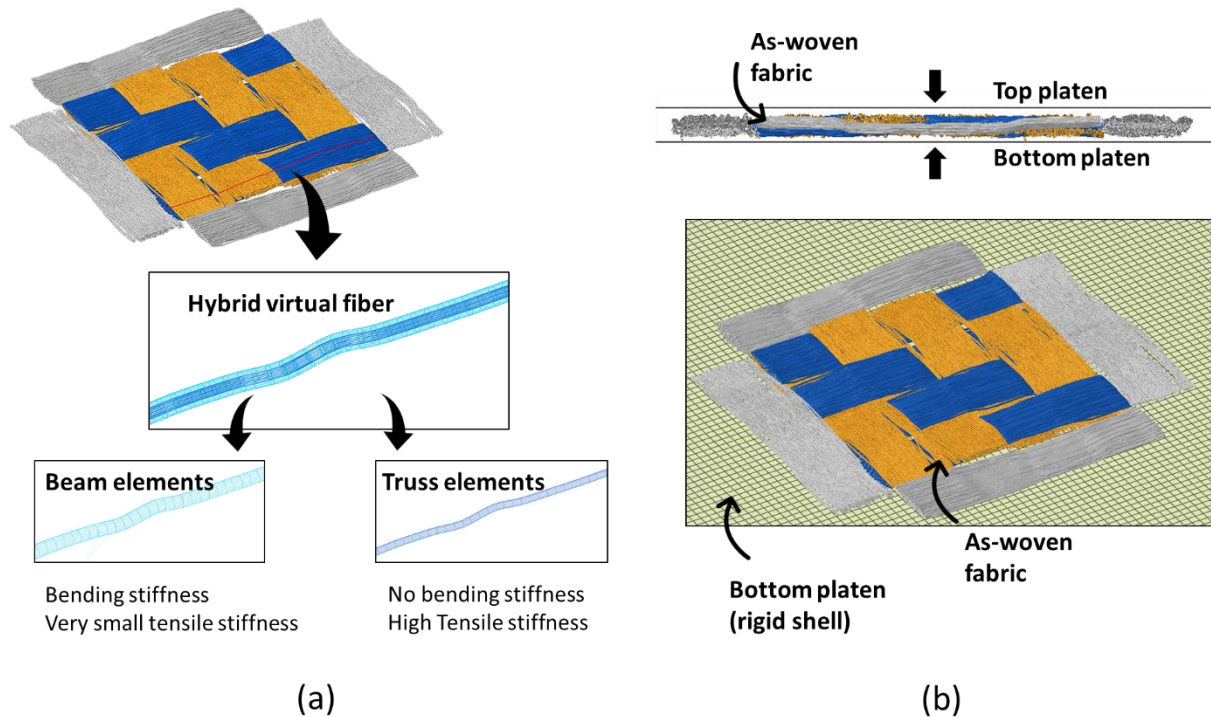 Hybrid virtual fiber
Beam elements
Truss elements
Bending stiffness
Very small tensile stiffness
No bending stiffness
High Tensile stiffness
(a)
As-woven
fabric
Top platen
Bottom platen
As-woven
fabric
Bottom platen
(rigid shell)
(b)